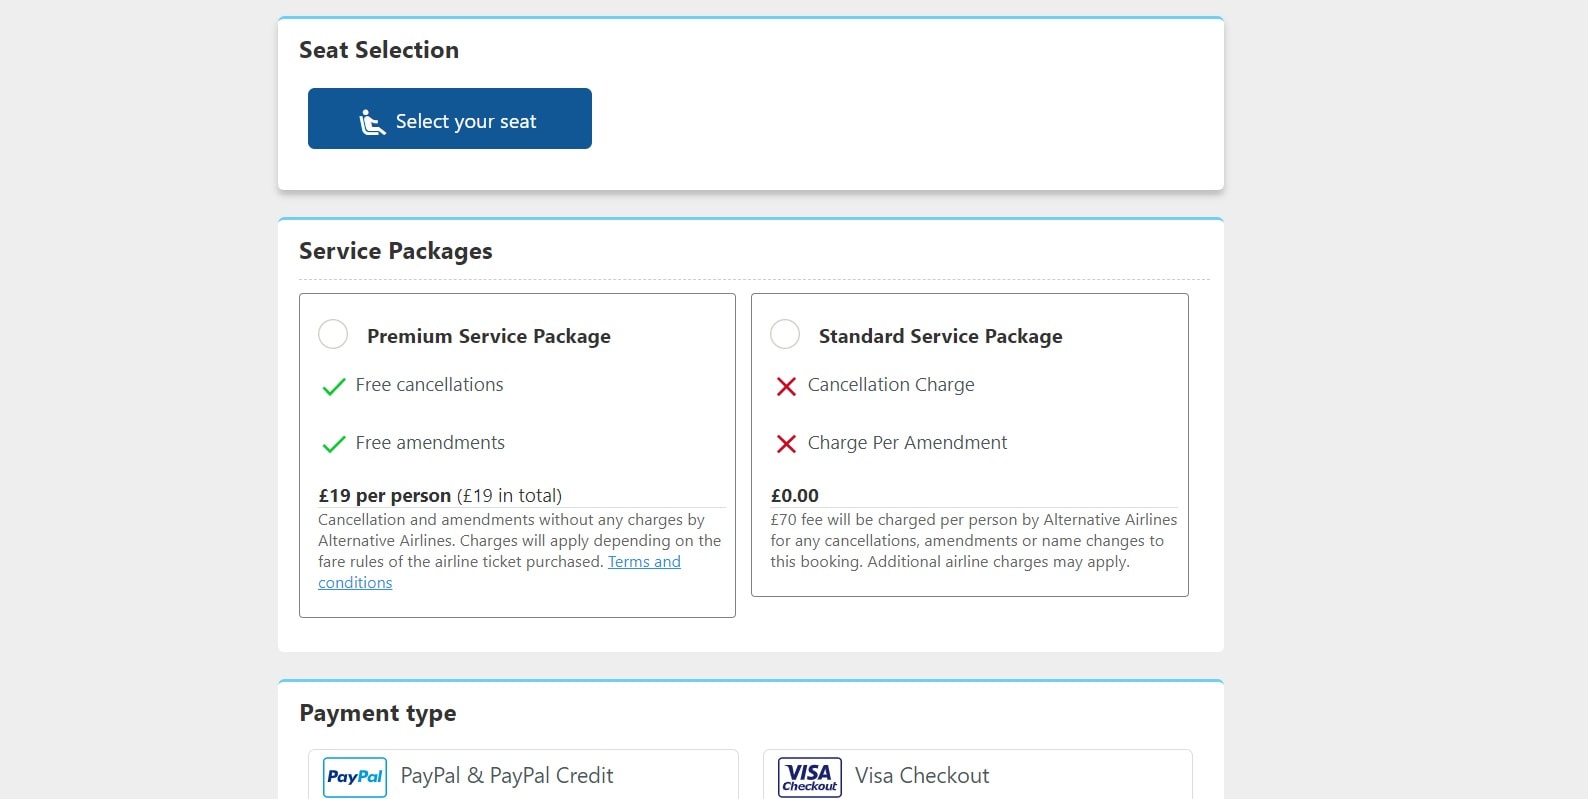 Seat Selection
Select your seat
Service Packages
Premium Service Package
Free cancellations
Free amendments
£19 per person (£19 in total)
Cancellation and amendments without any charges by
Alternative Airlines. Charges will apply depending on the
fare rules of the airline ticket purchased. Terms and
conditions
Standard Service Package
Cancellation Charge
Charge Per Amendment
£0.00
£70 fee will be charged per person by Alternative Airlines
for any cancellations, amendments or name changes to
this booking. Additional airline charges may apply.
Payment type
PayPal PayPal & PayPal Credit
VISA
Checkout
Visa Checkout